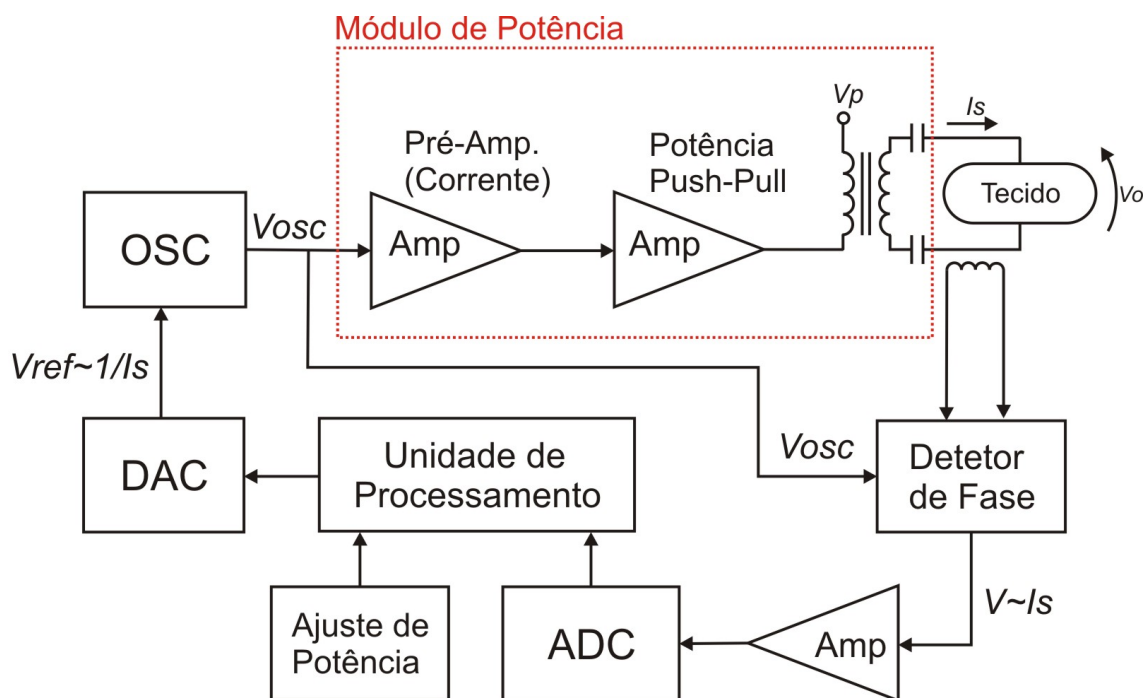 Módulo de Potência
Vp
Is
Pré-Amp.
(Corrente)
Potência
Push-Pull
OSC
Vosc
Amp
Amp
Tecido
Vo
Vref~1/Is
DAC
Unidade de
Processamento
Vosc
Detetor
de Fase
Ajuste de
Potência
ADC
Amp
V~Is